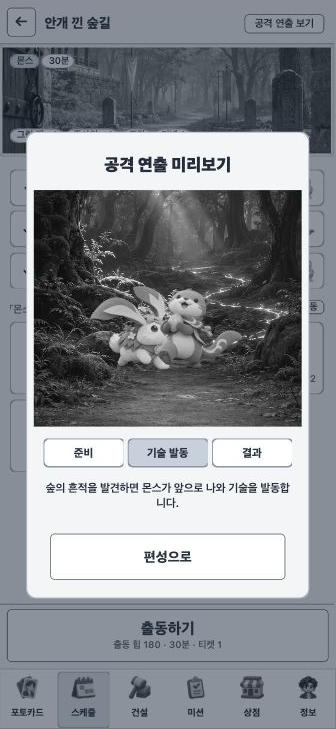 안개 낀 숲길
공격 연출 보기
몬스
30분
공격 연출 미리보기
준비
기술 발동
결과
숲의 흔적을 발견하면 몬스가 앞으로 나와 기술을 발동합
니다.
편성으로
출동하기
출동 힘 180 · 30분 · 티켓 1
포토카드
스케줄
건설
미션
상점
정보